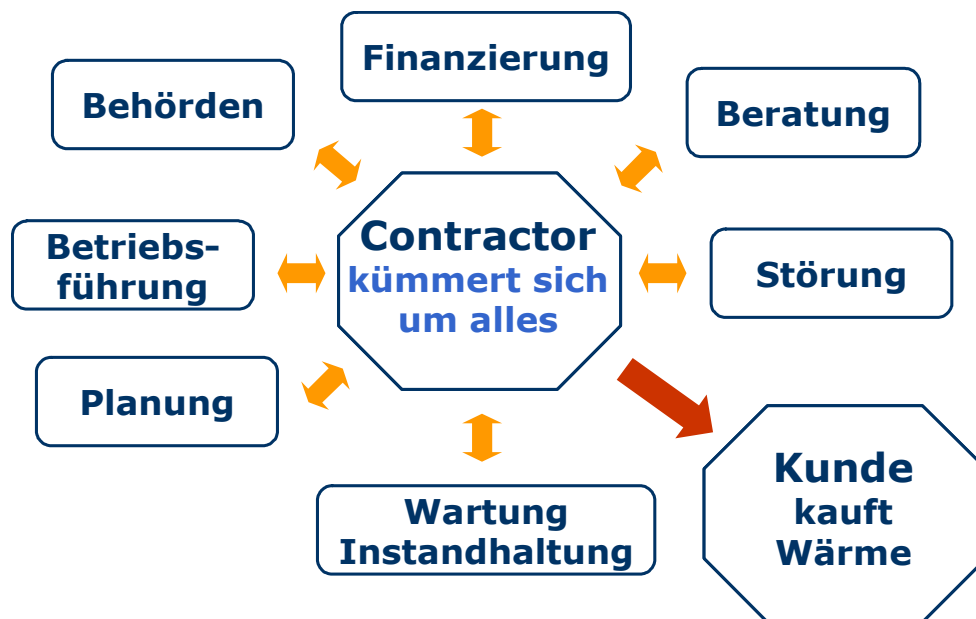 Finanzierung
Behörden
Beratung
Contractor
kümmert sich
um alles
Betriebs-
führung
Störung
Planung
Kunde
kauft
Wärme
Wartung
Instandhaltung